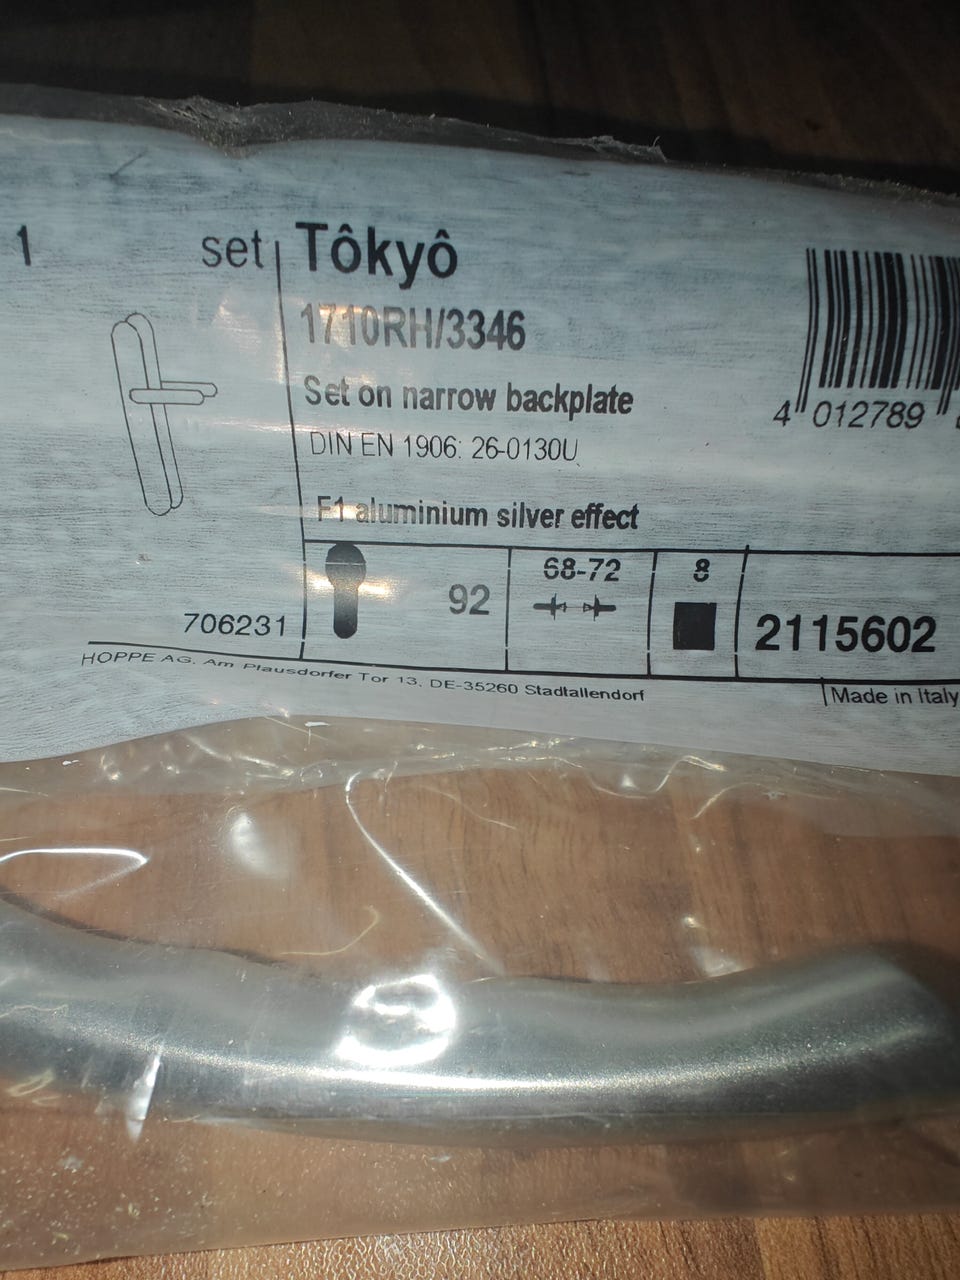 1 set
Tôkyô
1710RH/3346
Set on narrow backplate
DIN EN 1906: 26-0130U
F1 aluminium silver effect
4 012789
706231
92
68-72
8
2115602
HOPPE AG. Am Plausdorfer Tor 13. DE-35260 Stadtallendorf
Made in Italy